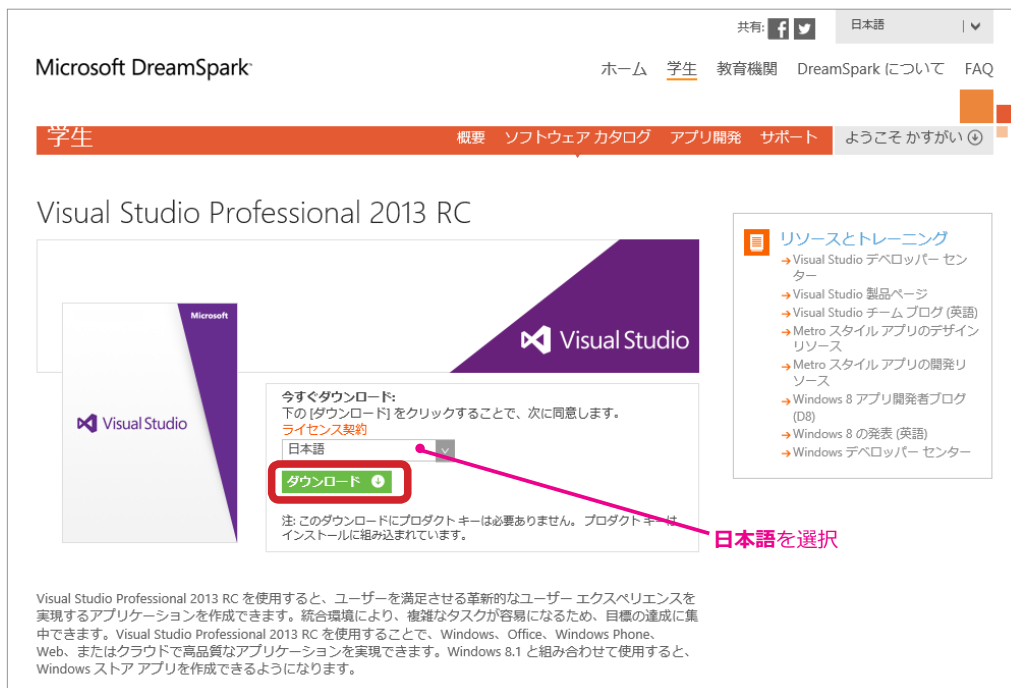 共有:
日本語
Microsoft DreamSpark
ホーム 学生 教育機関 DreamSpark について FAQ
学生
概要 ソフトウェア カタログ アプリ開発 サポート ようこそ かすがい
Visual Studio Professional 2013 RC
Visual Studio
Microsoft
Visual Studio
今すぐダウンロード:
下の [ダウンロード] をクリックすることで、次に同意します。
ライセンス契約
日本語
ダウンロード
注: このダウンロードにプロダクト キーは必要ありません。 プロダクト キーは
インストールに組み込まれています。
日本語を選択
リソースとトレーニング
Visual Studio デベロッパー セン
ター
Visual Studio 製品ページ
Visual Studio チーム ブログ (英語)
Metro スタイル アプリのデザイン
リソース
Metro スタイル アプリの開発リ
ソース
Windows 8 アプリ開発者ブログ
(D8)
Windows 8 の発表 (英語)
Windows デベロッパー センター
Visual Studio Professional 2013 RC を使用すると、ユーザーを満足させる革新的なユーザー エクスペリエンスを
実現するアプリケーションを作成できます。統合環境により、複雑なタスクが容易になるため、目標の達成に集
中できます。Visual Studio Professional 2013 RC を使用することで、Windows、Office、Windows Phone、
Web、またはクラウドで高品質なアプリケーションを実現できます。Windows 8.1 と組み合わせて使用すると、
Windows ストア アプリを作成できるようになります。